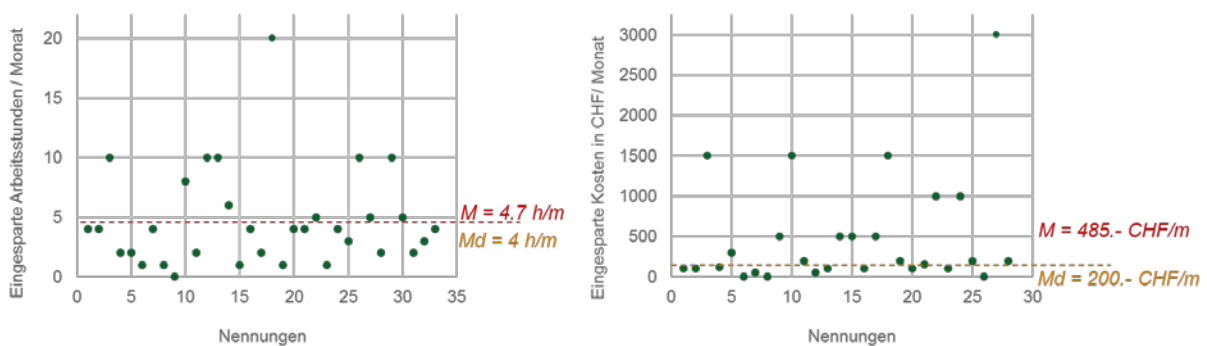 Eingesparte Arbeitsstunden / Monat
20
15
10
5
0
0 5 10 15 20 25 30 35
Nennungen
M = 4.7 h/m
Md = 4 h/m
Eingesparte Kosten in CHF/ Monat
3000
2500
2000
1500
1000
500
0
0 5 10 15 20 25 30
Nennungen
M = 485.- CHF/m
Md = 200.- CHF/m